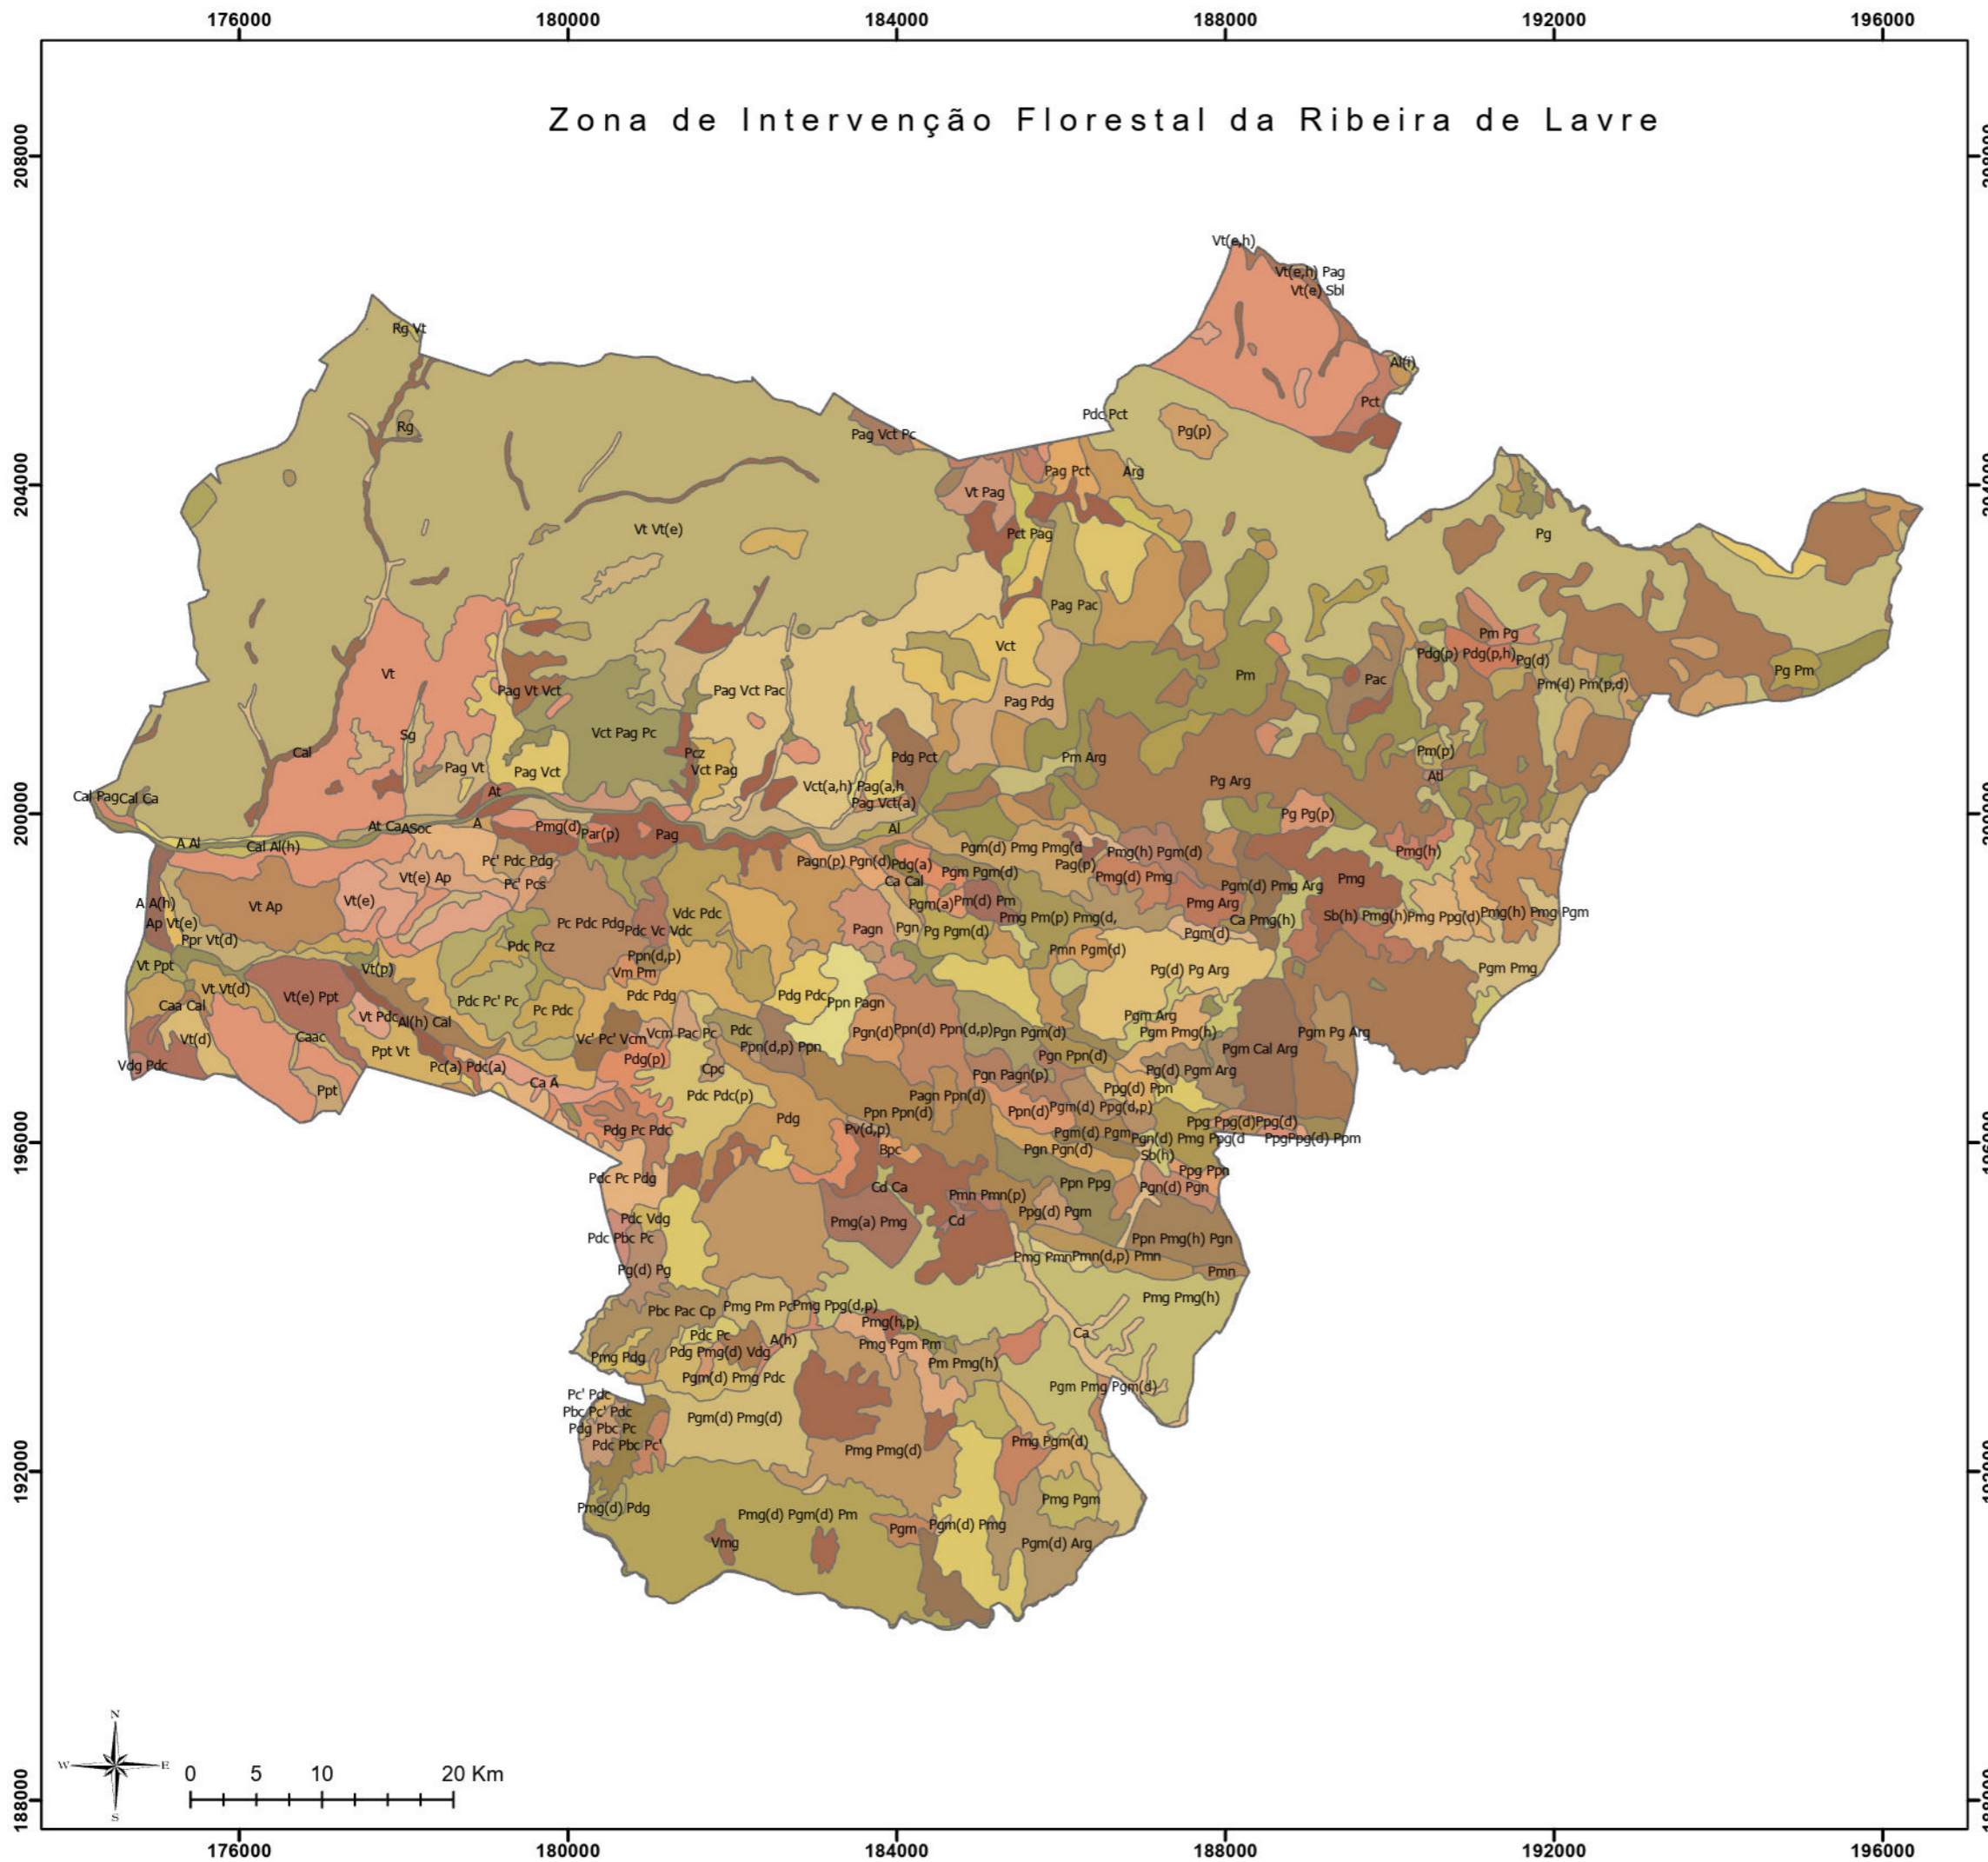 176000 180000 184000 188000 192000 196000
Zona de Intervenção Florestal da Ribeira de Lavre
208000
Vt(e,h)
Vt(e,h) Pag
Vt(e) Sbl
Rg Vt
Al(i)
Pct
Pdc Pct
Rg
Pag Vct Pc
Pg(p)
Pag Pct
Arg
204000
Vt Pag
Vt Vt(e)
Pct Pag
Pg
Pag Pac
Pm Pg
Vct
Pdg(p) Pdg(p,h)
Pg(d)
Vt
Pm
Pac
Pg Pm
Pag Vt Vct
Pag Vct Pac
Pm(d) Pm(p,d)
Pag Pdg
Sg
Vct Pag Pc
Cal
Pcz
Pdg Pct
Pm Arg
Pm(p)
Pag Vt
Pag Vct
Vct Pag
Atl
Pg Arg
At
Vct(a,h) Pag(a,h
200000
Cal Pag
Cal Ca
Pag Vct(a)
Pg Pg(p)
At Ca
ASoc
A
Pmg(d)
Par(p)
Pag
Al
A Al
Cal Al(h)
Pgm(d) Pmg Pmg(d
Pmg(h) Pgm(d)
Pmg(h)
Pc' Pdc Pdg
Pagn(p) Pgn(d)
Pdg(a)
Pag(p)
Pgm Pgm(d)
Vt(e) Ap
Pc' Pcs
Ca Cal
Pmg(d) Pmg
Pgm(d) Pmg Arg
Pmg
A A(h)
Vt Ap
Vt(e)
Pgm(a)
Pm(d) Pm
Pmg Arg
Ap Vt(e)
Pc Pdc Pdg
Vdc Pdc
Pmg Pm(p) Pmg(d,
Ca Pmg(h)
Sb(h) Pmg(h)
Pmg Ppg(d)
Pmg(h) Pmg Pgm
Ppr Vt(d)
Pdc Vc Vdc
Pagn
Pgn
Pg Pgm(d)
Pgm(d)
Pdc Pcz
Ppn(d,p)
Pmn Pgm(d)
Vt Ppt
Vt(p)
Vm Pm
Pg(d) Pg Arg
Pgm Pmg
Vt Vt(d)
Vt(e) Ppt
Pdc Pc' Pc
Pdc Pdg
Pdg Pdc
Ppn Pagn
Caa Cal
Pc Pdc
Vt Pdc
Al(h) Cal
Pgm Arg
Vt(d)
Caac
Vc' Pc' Vcm
Vcm Pac Pc
Pdc
Pgn(d)
Ppn(d) Ppn(d,p)
Pgn Pgm(d)
Pgm Pmg(h)
Pgm Pg Arg
Ppt Vt
Ppn(d,p) Ppn
Pgm Cal Arg
Vdg Pdc
Pc(a) Pdc(a)
Pdg(p)
Cpc
Pgn Ppn(d)
Ca A
Pgn Pagn(p)
Pg(d) Pgm Arg
Ppt
Pdc Pdc(p)
Pagn Ppn(d)
Ppg(d) Ppn
Pdg
Ppn Ppn(d)
Ppn(d)
Pgm(d) Ppg(d,p)
Pdg Pc Pdc
Pv(d,p)
Pgm(d) Pgm
Ppg Ppg(d)
Ppg(d)
196000
Bpc
Pgn Pgn(d)
Pgn(d) Pmg Ppg(d
Ppg
Ppg(d) Ppm
Sb(h)
Pdc Pc Pdg
Cd Ca
Pmn Pmn(p)
Ppn Ppg
Ppg Ppn
Pgn(d) Pgn
Pdc Vdg
Pmg(a) Pmg
Cd
Ppg(d) Pgm
Pdc Pbc Pc
Ppn Pmg(h) Pgn
Pg(d) Pg
Pmg Pmn
Pmn(d,p) Pmn
Pmn
Pbc Pac Cp
Pmg Pm Pc
Pmg Ppg(d,p)
Pmg Pmg(h)
Pdc Pc
A(h)
Pmg(h,p)
Ca
Pmg Pdg
Pdg Pmg(d) Vdg
Pmg Pgm Pm
Pm Pmg(h)
Pgm(d) Pmg Pdc
Pgm Pmg Pgm(d)
Pc' Pdc
Pbc Pc' Pdc
Pgm(d) Pmg(d)
Pdg Pbc Pc
Pdc Pbc Pc'
Pmg Pmg(d)
Pmg Pgm(d)
192000
Pmg(d) Pdg
Pmg(d) Pgm(d) Pm
Pmg Pgm
Vmg
Pgm
Pgm(d) Pmg
Pgm(d) Arg
N
W E
S
0 5 10 20 Km
188000
176000 180000 184000 188000 192000 196000